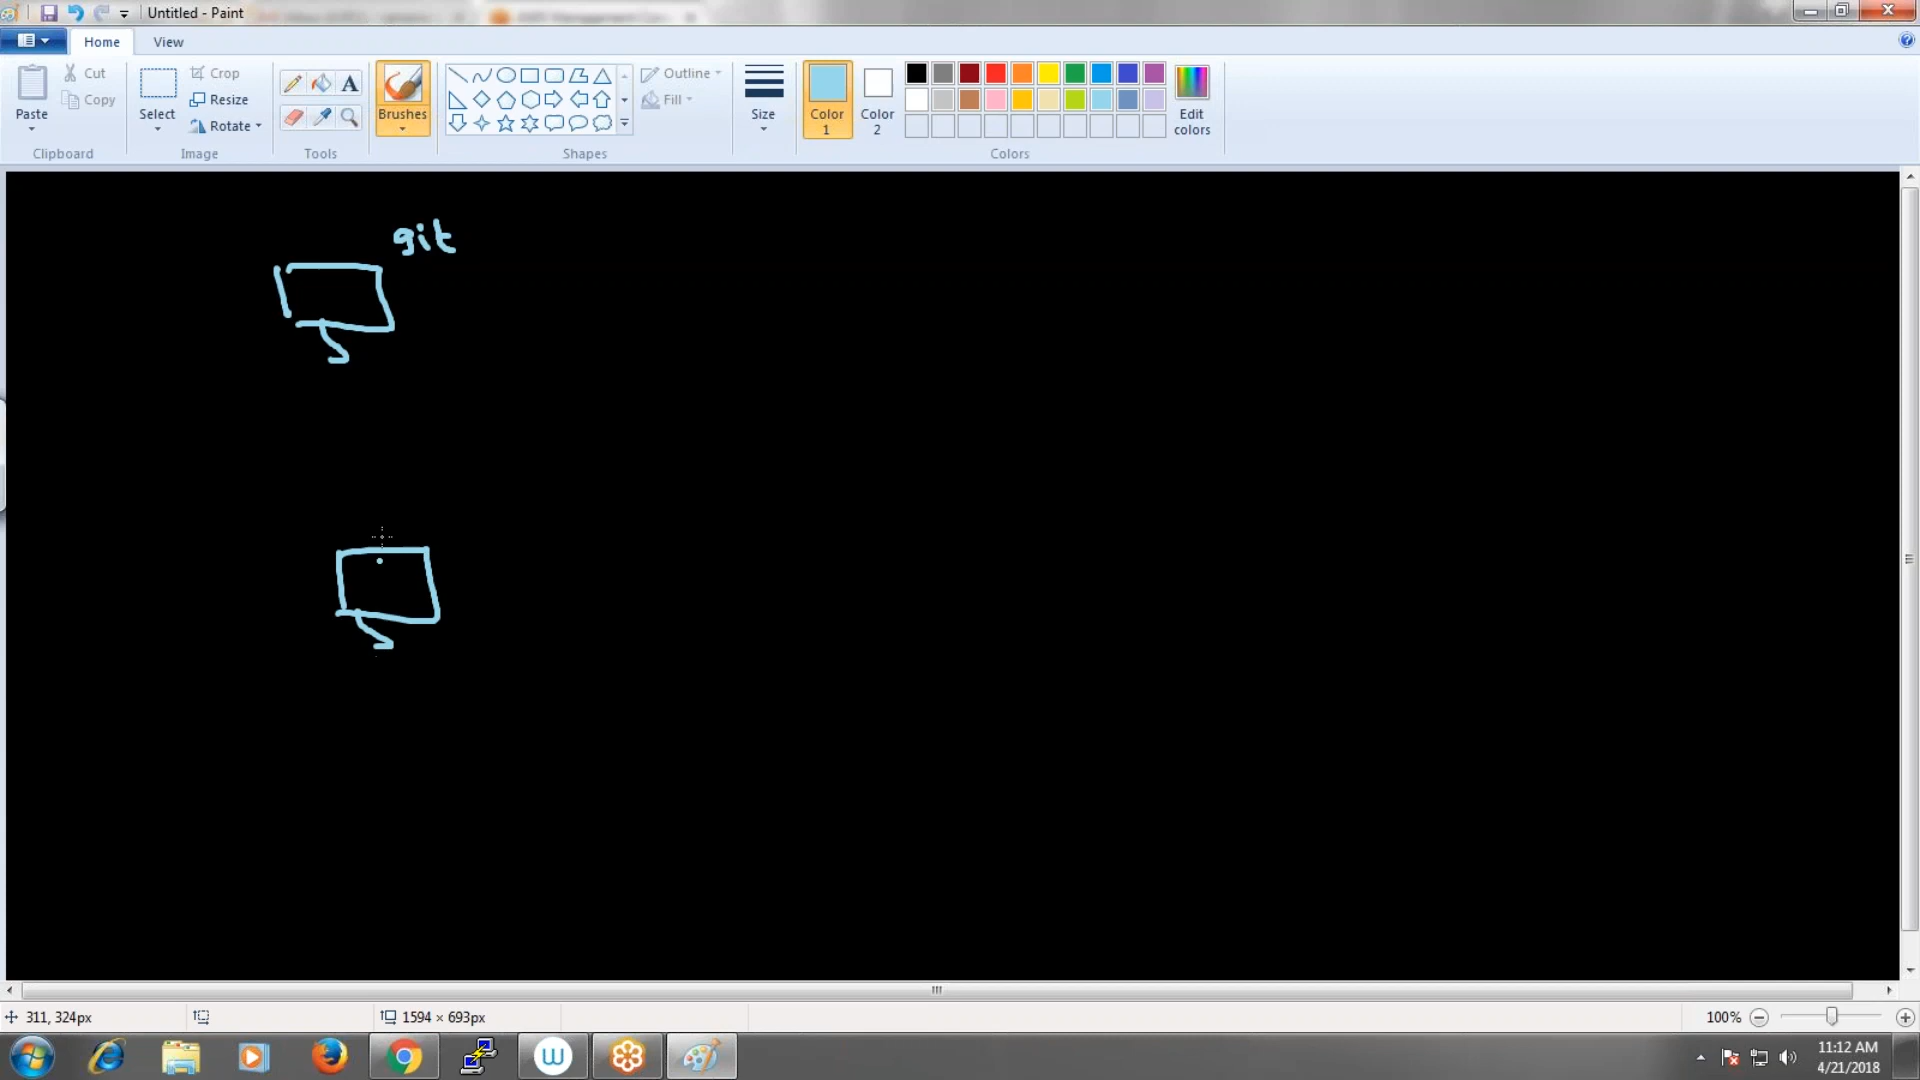 Untitled - Paint
Home View
Paste
Cut
Copy
Clipboard
Select
Crop
Resize
Rotate
Image
A
Tools
Brushes
Outline
Fill
Shapes
Size
Color 1
Color 2
Edit colors
Colors
git
311, 324px
1594 × 693px
100%
11:12 AM
4/21/2018